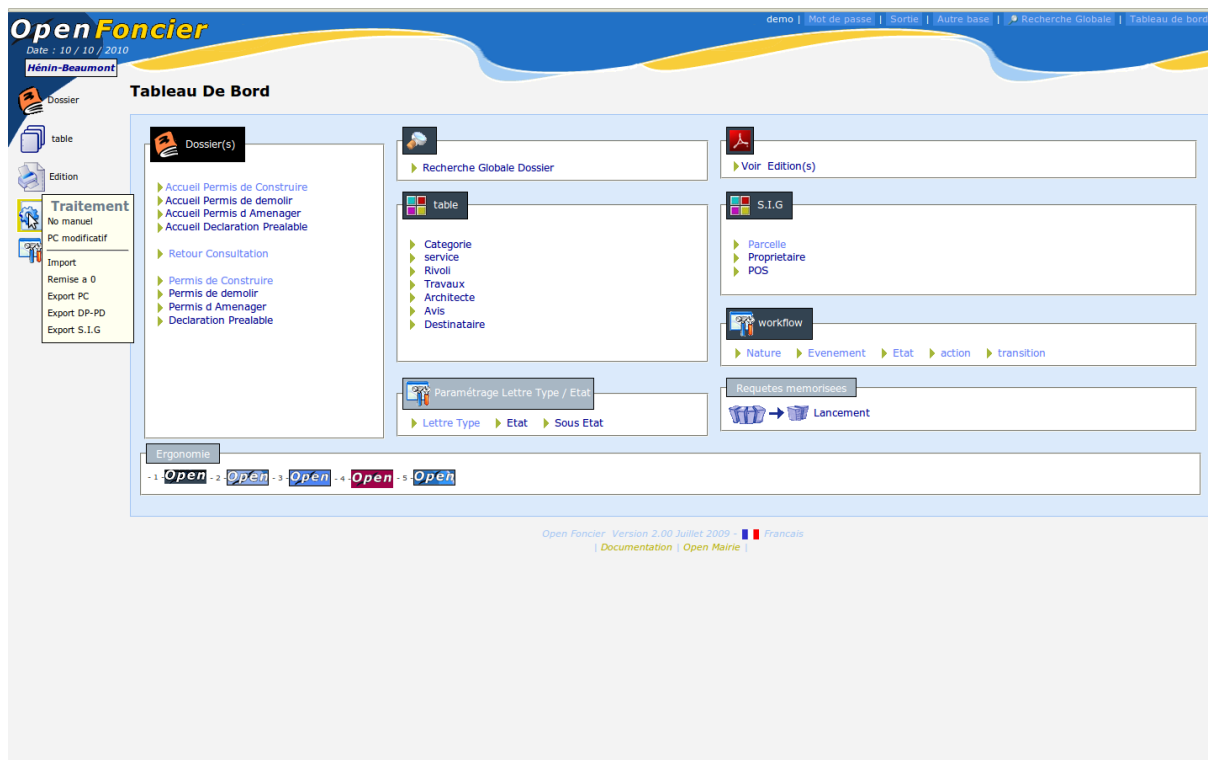 OpenFoncier
demo | Mot de passe | Sortie | Autre base | Recherche Globale | Tableau de bord
Date : 10 / 10 / 2010
Hénin-Beaumont
Dossier
table
Edition
Traitement
No manuel
PC modificatif
Import
Remise a 0
Export PC
Export DP-PD
Export S.I.G
Tableau De Bord
Dossier(s)
Accueil Permis de Construire
Accueil Permis de demolir
Accueil Permis d Amenager
Accueil Declaration Prealable
Retour Consultation
Permis de Construire
Permis de demolir
Permis d Amenager
Declaration Prealable
Recherche Globale Dossier
table
Categorie
service
Rivoli
Travaux
Architecte
Avis
Destinataire
Paramétrage Lettre Type / Etat
Lettre Type Etat Sous Etat
Voir Edition(s)
S.I.G
Parcelle
Proprietaire
POS
workflow
Nature Evenement Etat action transition
Requetes memorisees
Lancement
Ergonomie
- 1 - Open - 2 - Open - 3 - Open - 4 - Open - 5 - Open
Open Foncier Version 2.00 Juillet 2009 - Francais
| Documentation | Open Mairie |